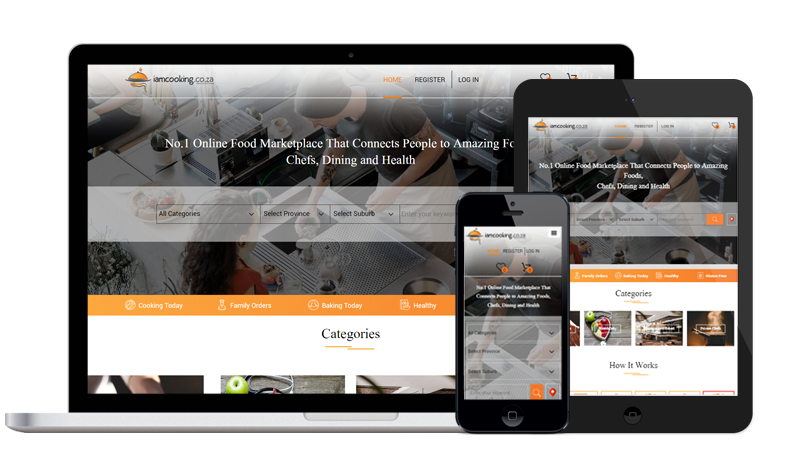 iamcooking.co.za
HOME REGISTER LOG IN
No.1 Online Food Marketplace That Connects People to Amazing Fo
Chefs, Dining and Health
All Categories Select Province Select Suburb Enter your keyword
Cooking Today Family Orders Baking Today Healthy
Categories
iamcooking.co.za
HOME REGISTER LOG IN
No.1 Online Food Marketplace That
Connects People to Amazing Foods,
Chefs, Dining and Health
All Categories
Select Province
Select Suburb
iamcooking.co.za
HOME REGISTER LOG IN
No.1 Online Food Marketplace That Connects People to Amazing
Foods,
Chefs, Dining and Health
Select Province Select Suburb
Family Orders Baking Today Healthy Gluten Free
Categories
Private Chefs
How It Works